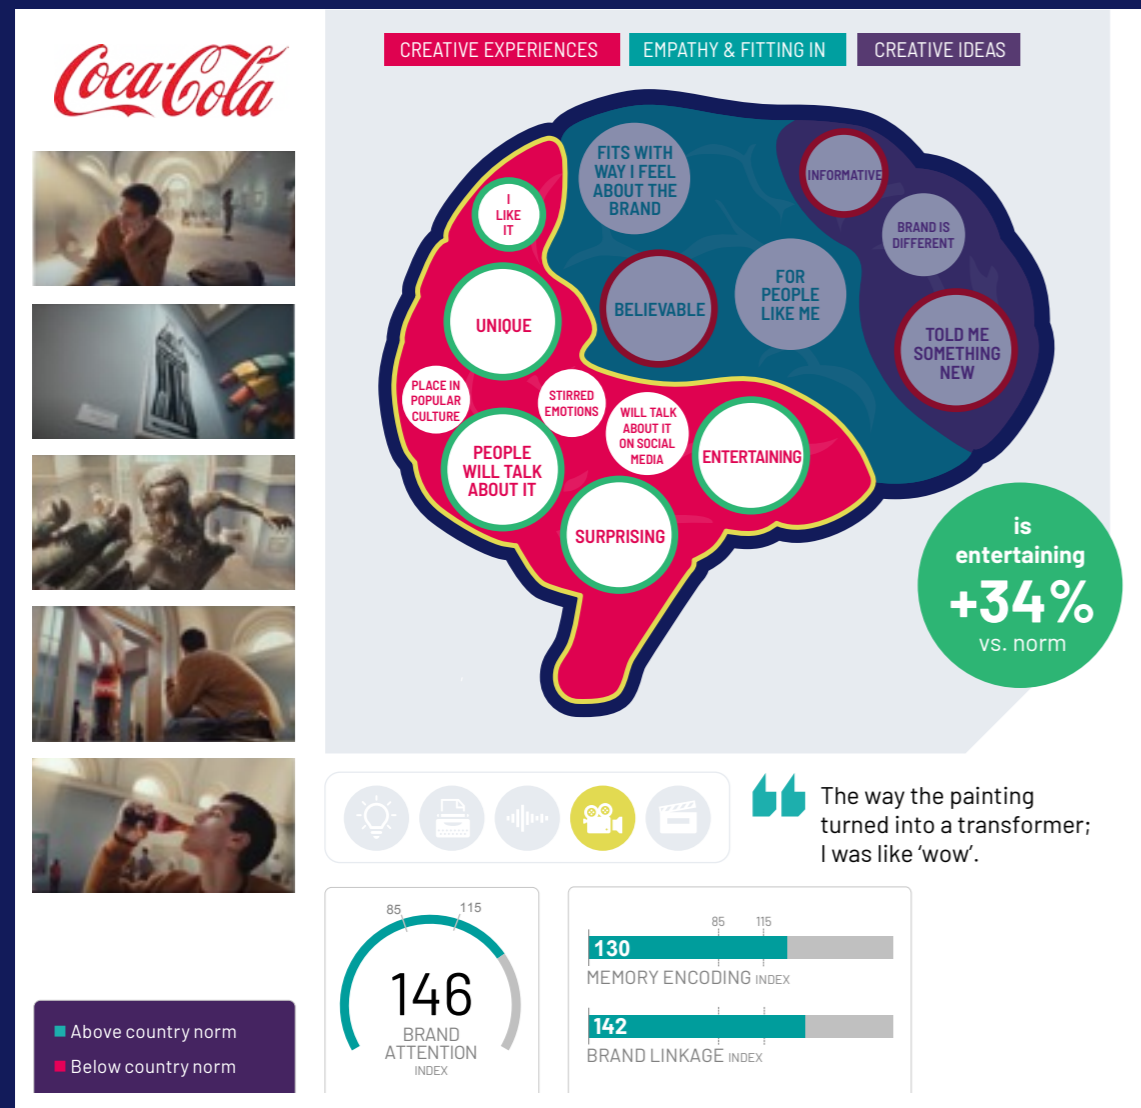 Coca-Cola
CREATIVE EXPERIENCES
EMPATHY & FITTING IN
CREATIVE IDEAS
I
LIKE
IT
UNIQUE
PLACE IN
POPULAR
CULTURE
STIRRED
EMOTIONS
WILL TALK
ABOUT IT
ON SOCIAL
MEDIA
PEOPLE
WILL TALK
ABOUT IT
ENTERTAINING
SURPRISING
FITS WITH
WAY I FEEL
ABOUT THE
BRAND
BELIEVABLE
FOR
PEOPLE
LIKE ME
INFORMATIVE
BRAND IS
DIFFERENT
TOLD ME
SOMETHING
NEW
is
entertaining
+34%
vs. norm
The way the painting
turned into a transformer;
I was like ‘wow’.
85 115
146
BRAND
ATTENTION
INDEX
85 115
130
MEMORY ENCODING INDEX
142
BRAND LINKAGE INDEX
Above country norm
Below country norm